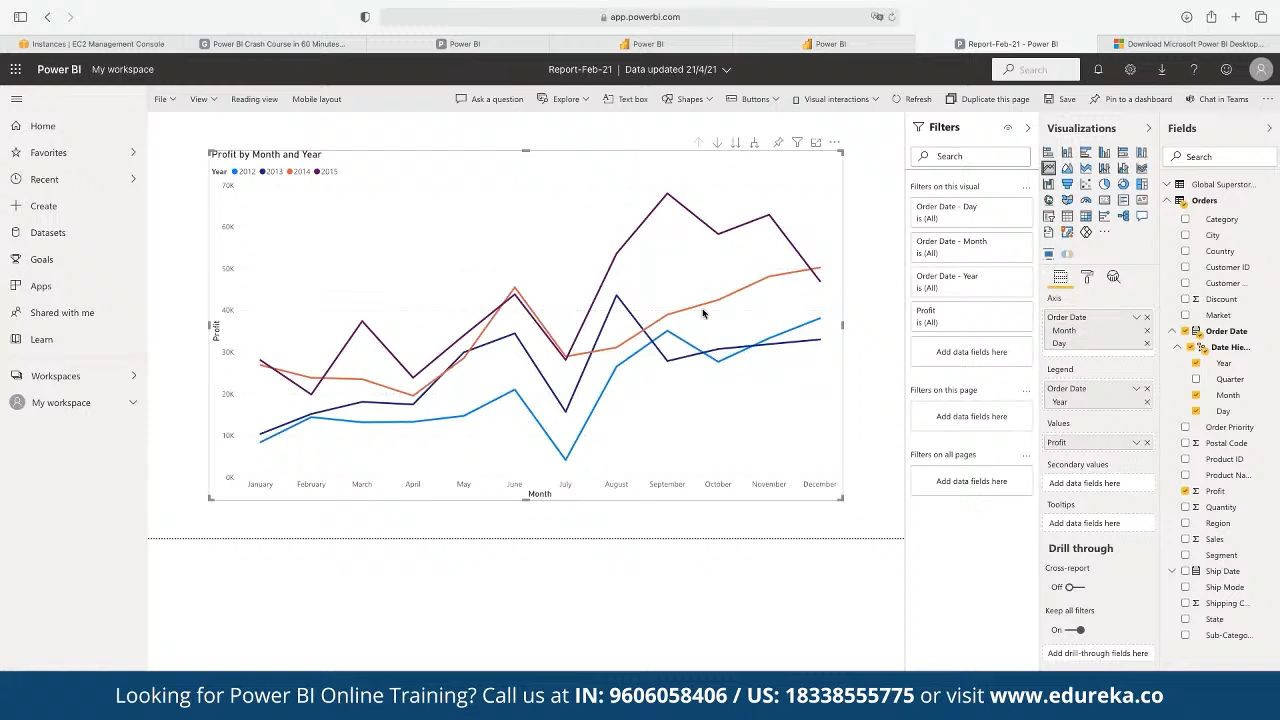 app.powerbi.com
Instances | EC2 Management Console
Power BI Crash Course in 60 Minutes...
Power BI
Power BI
Power BI
Report-Feb-21 - Power BI
Download Microsoft Power BI Desktop...
Power BI My workspace
Report-Feb-21 | Data updated 21/4/21
Search
File View Reading view Mobile layout
Ask a question Explore Text box Shapes Buttons Visual interactions Refresh Duplicate this page Save Pin to a dashboard Chat in Teams
Home
Favorites
Recent
Create
Datasets
Goals
Apps
Shared with me
Learn
Workspaces
My workspace
Profit by Month and Year
Year 2012 2013 2014 2015
70K
60K
50K
40K
30K
20K
10K
0K
Profit
January February March April May June July August September October November December
Month
Filters
Search
Filters on this visual
Order Date - Day
is (All)
Order Date - Month
is (All)
Order Date - Year
is (All)
Profit
is (All)
Add data fields here
Filters on this page
Add data fields here
Filters on all pages
Add data fields here
Visualizations
Axis
Order Date
Month
Day
Legend
Order Date
Year
Values
Profit
Secondary values
Add data fields here
Tooltips
Add data fields here
Drill through
Cross-report
Off
Keep all filters
On
Add drill-through fields here
Fields
Search
Global Superstor...
Orders
Category
City
Country
Customer ID
Customer ...
Discount
Market
Order Date
Date Hie...
Year
Quarter
Month
Day
Order Priority
Postal Code
Product ID
Product Na...
Profit
Quantity
Region
Sales
Segment
Ship Date
Ship Mode
Shipping C...
State
Sub-Catego...
Looking for Power BI Online Training? Call us at IN: 9606058406 / US: 18338555775 or visit www.edureka.co